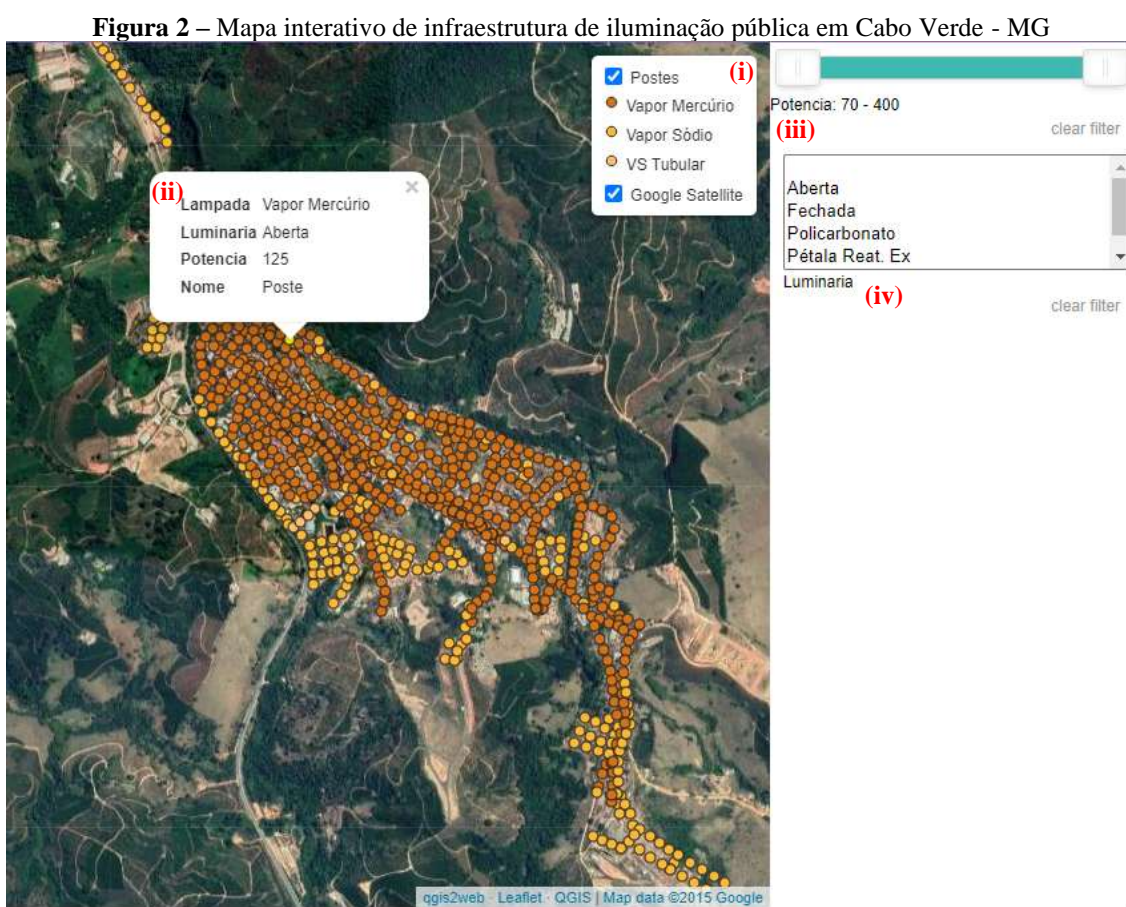 Figura 2 – Mapa interativo de infraestrutura de iluminação pública em Cabo Verde - MG
(i)
Postes
Vapor Mercúrio
Vapor Sódio
VS Tubular
Google Satellite
(ii)
×
Lampada Vapor Mercúrio
Luminaria Aberta
Potencia 125
Nome Poste
Potencia: 70 - 400
(iii)
clear filter
Aberta
Fechada
Policarbonato
Pétala Reat. Ex
Luminaria
(iv)
clear filter
qgis2web · Leaflet · QGIS | Map data ©2015 Google